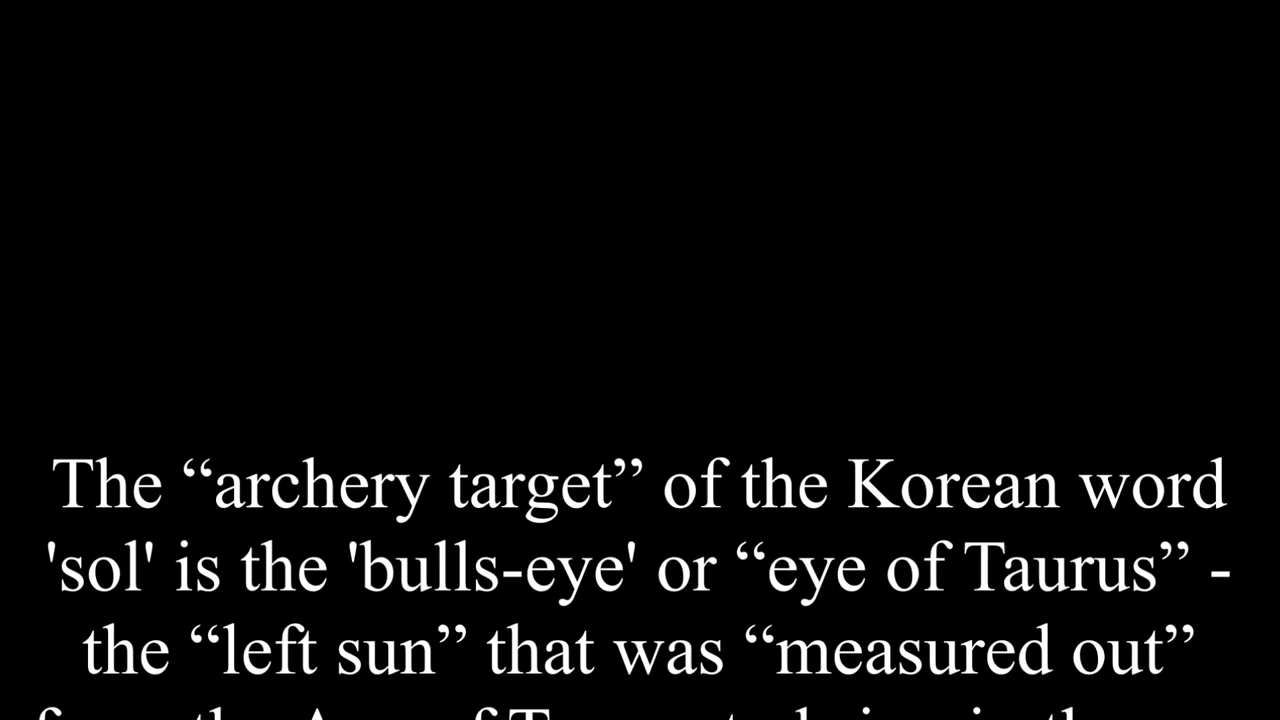 The “archery target” of the Korean word
'sol' is the 'bulls-eye' or “eye of Taurus” -
the “left sun” that was “measured out”